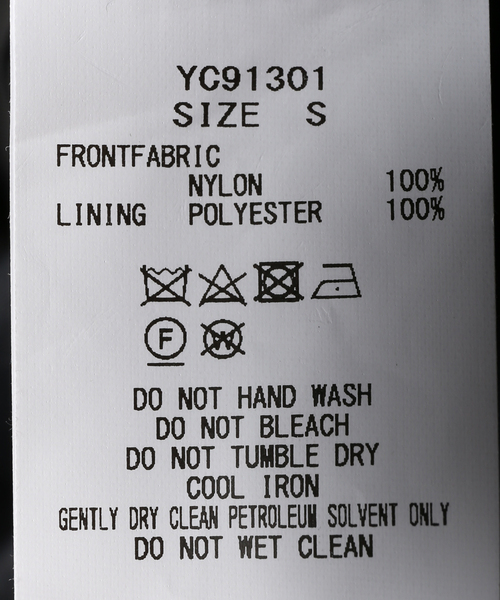 YC91301
SIZE S
FRONTFABRIC
NYLON 100%
LINING POLYESTER 100%
F W
DO NOT HAND WASH
DO NOT BLEACH
DO NOT TUMBLE DRY
COOL IRON
GENTLY DRY CLEAN PETROLEUM SOLVENT ONLY
DO NOT WET CLEAN